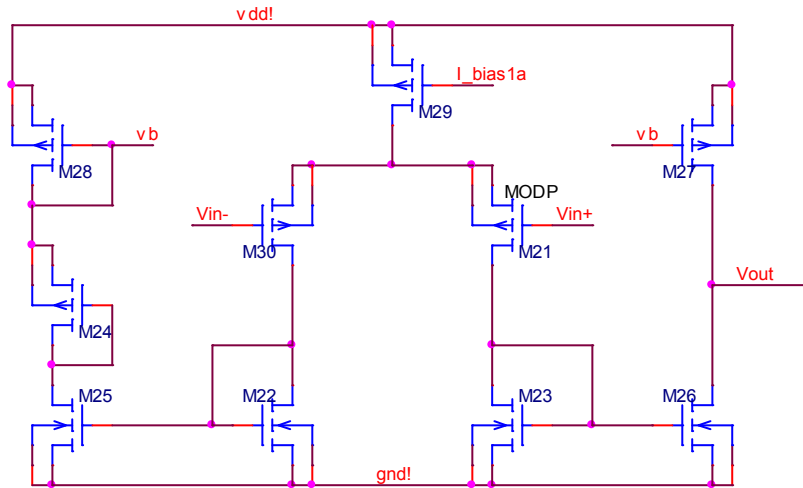 vdd!
I_bias1a
M29
vb
M28
vb
M27
MODP
Vin-
M30
Vin+
M21
Vout
M24
M25
M22
M23
M26
gnd!